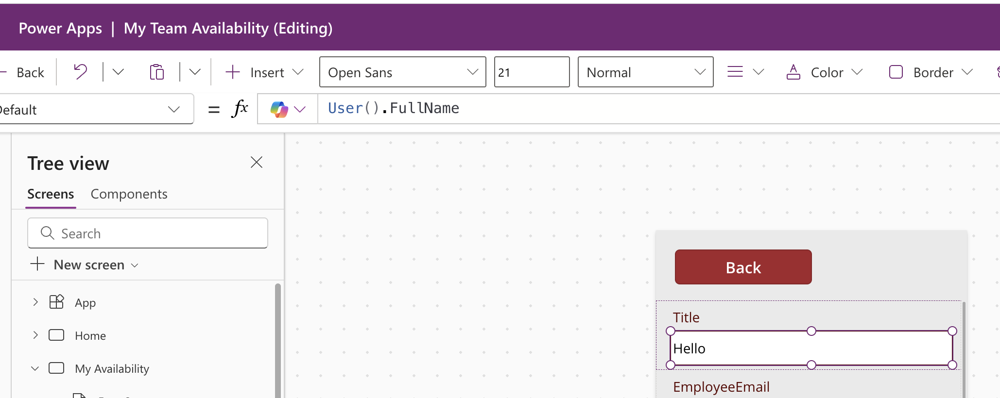 Power Apps | My Team Availability (Editing)
Back
Insert
Open Sans
21
Normal
Color
Border
Default
= fx
User().FullName
Tree view
Screens Components
Search
New screen
App
Home
My Availability
Back
Title
Hello
EmployeeEmail